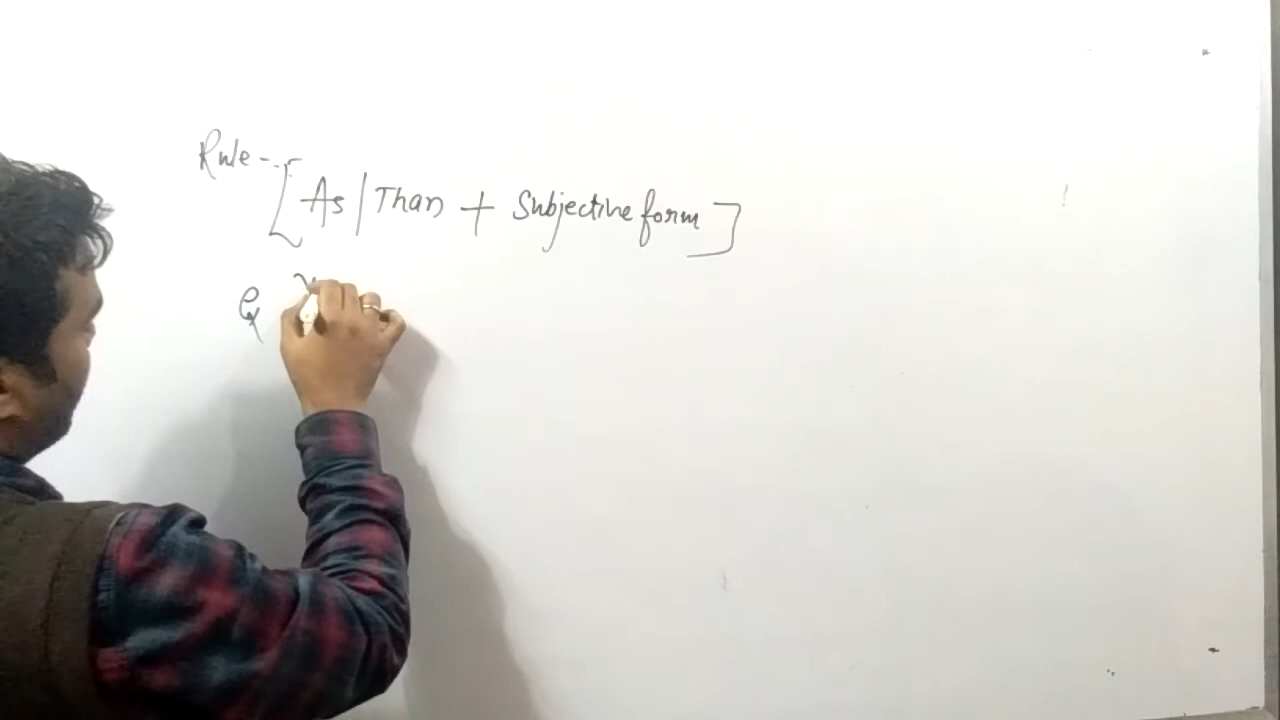 Rule-
[As/Than + Subjective form]
Ex